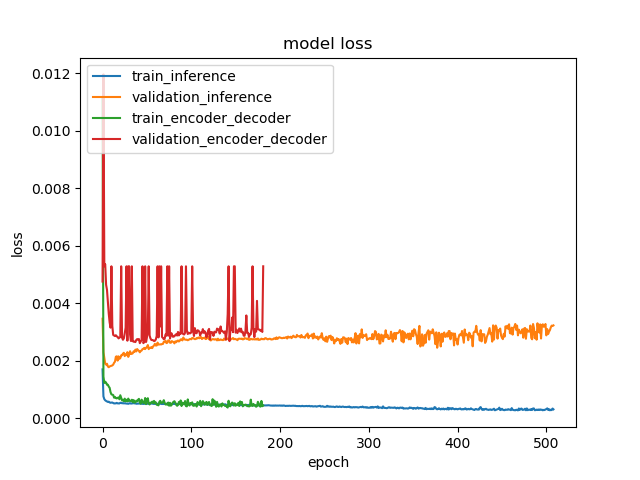 model loss
train_inference
validation_inference
train_encoder_decoder
validation_encoder_decoder
0.012
0.010
0.008
0.006
0.004
0.002
0.000
loss
0 100 200 300 400 500
epoch